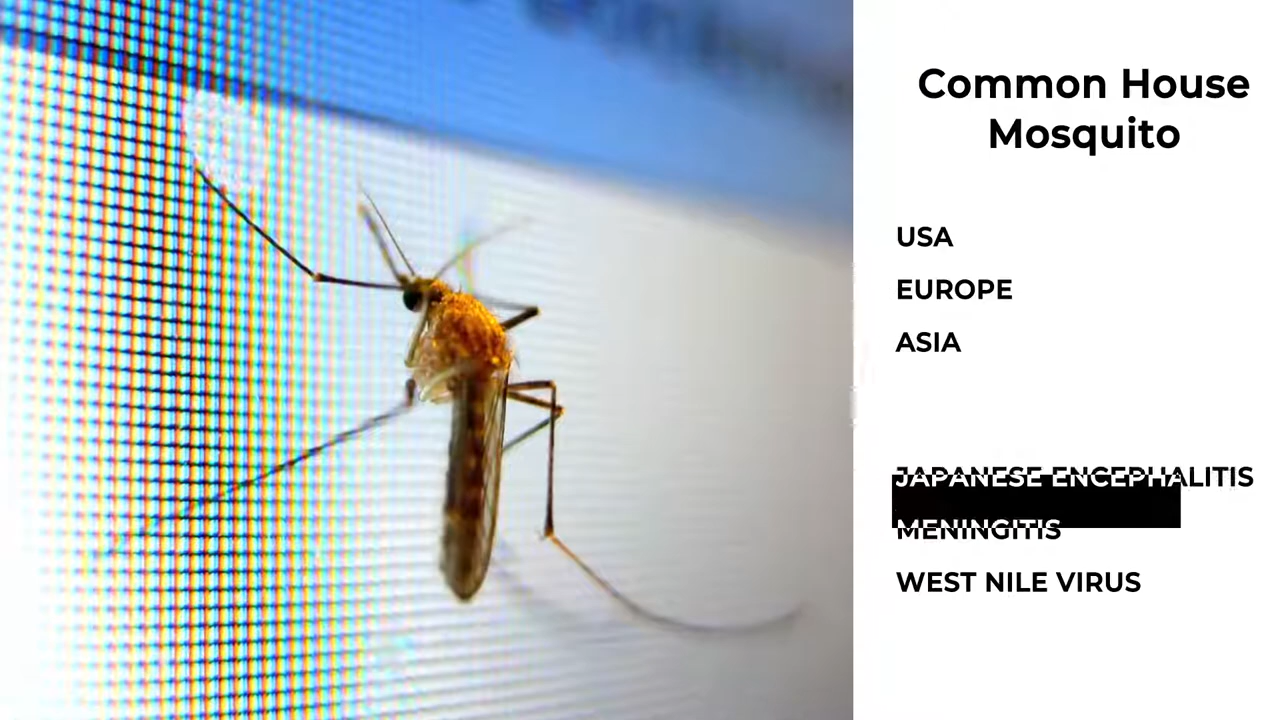 Common House
Mosquito
USA
EUROPE
ASIA
JAPANESE ENCEPHALITIS
MENINGITIS
WEST NILE VIRUS